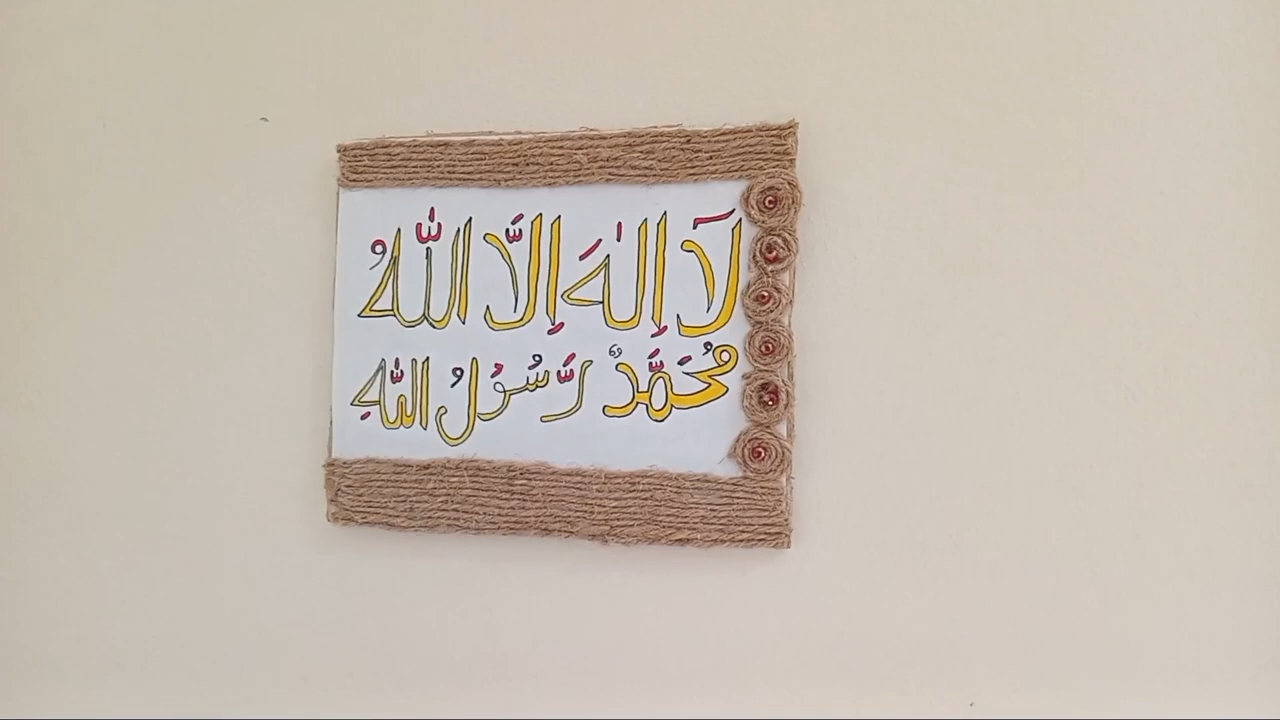 لَآ اِلٰهَ اِلَّا اللّٰهُ
مُحَمَّدٌ رَّسُوْلُ اللّٰهِ